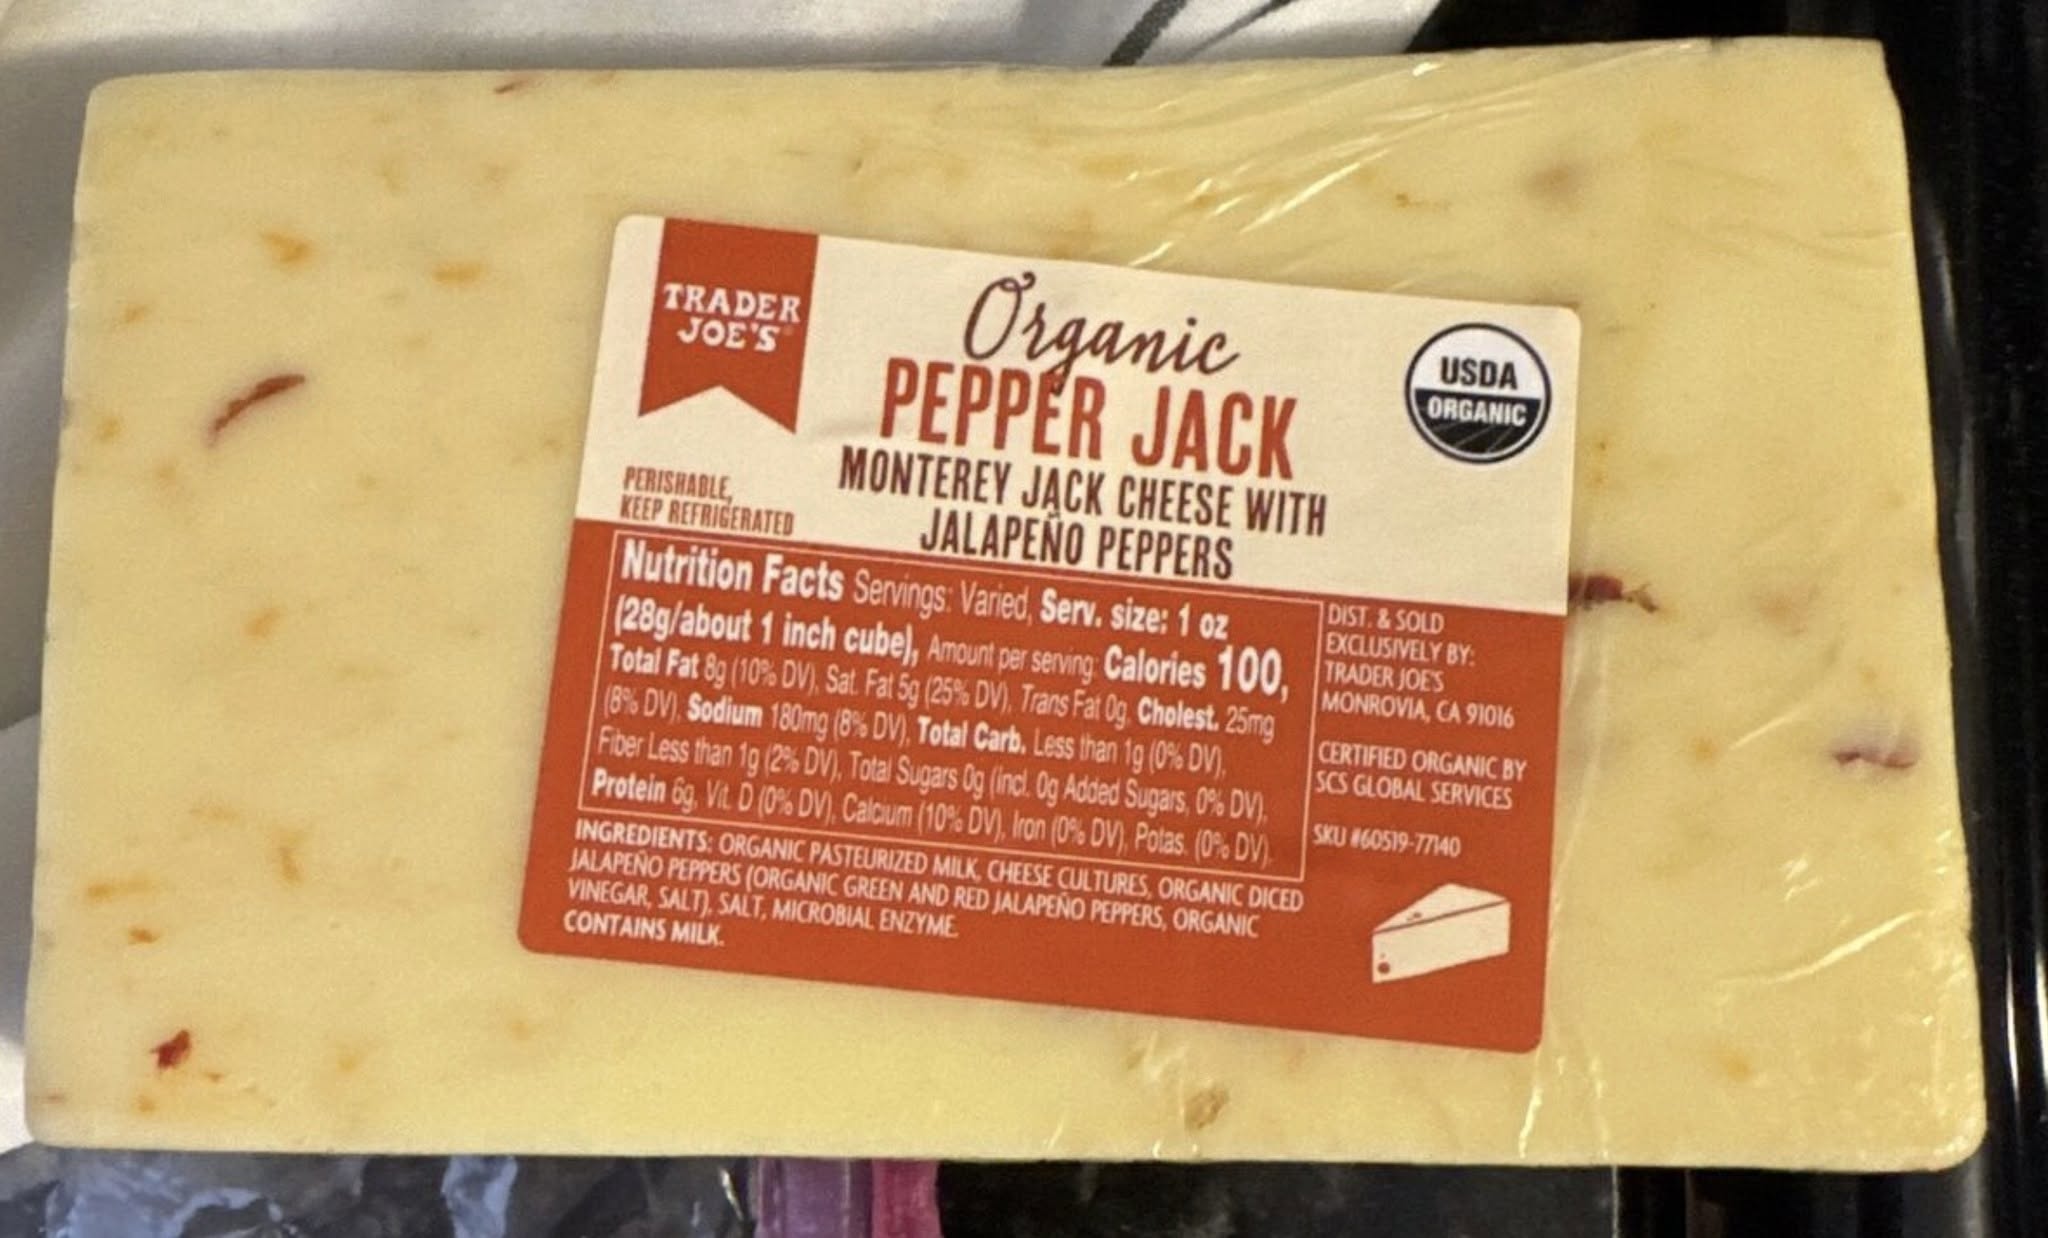 TRADER
JOE'S
Organic
PEPPER JACK
MONTEREY JACK CHEESE WITH
JALAPEÑO PEPPERS
USDA
ORGANIC
PERISHABLE,
KEEP REFRIGERATED
Nutrition Facts Servings: Varied, Serv. size: 1 oz
(28g/about 1 inch cube), Amount per serving: Calories 100,
Total Fat 8g (10% DV), Sat. Fat 5g (25% DV), Trans Fat 0g, Cholest. 25mg
(8% DV), Sodium 180mg (8% DV), Total Carb. Less than 1g (0% DV),
Fiber Less than 1g (2% DV), Total Sugars 0g (Incl. 0g Added Sugars, 0% DV),
Protein 6g, Vit. D (0% DV), Calcium (10% DV), Iron (0% DV), Potas. (0% DV).
INGREDIENTS: ORGANIC PASTEURIZED MILK, CHEESE CULTURES, ORGANIC DICED
JALAPEÑO PEPPERS (ORGANIC GREEN AND RED JALAPEÑO PEPPERS, ORGANIC
VINEGAR, SALT), SALT, MICROBIAL ENZYME.
CONTAINS MILK.
DIST. & SOLD
EXCLUSIVELY BY:
TRADER JOE'S
MONROVIA, CA 91016
CERTIFIED ORGANIC BY
SCS GLOBAL SERVICES
SKU #60519-77140